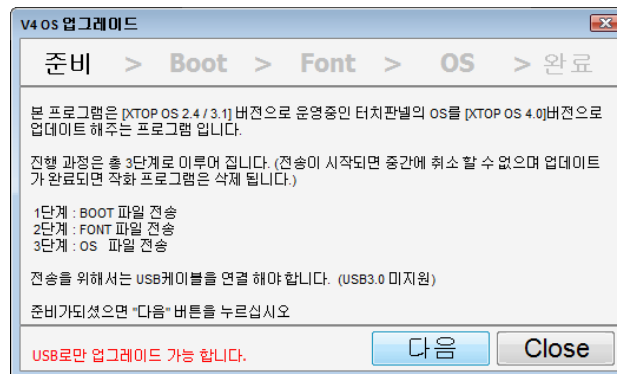 V4 OS 업그레이드
준비 > Boot > Font > OS > 완료
본 프로그램은 [XTOP OS 2.4 / 3.1] 버전으로 운영중인 터치판넬의 OS를 [XTOP OS 4.0]버전으로
업데이트 해주는 프로그램 입니다.
진행 과정은 총 3단계로 이루어 집니다. (전송이 시작되면 중간에 취소 할 수 없으며 업데이트
가 완료되면 작화 프로그램은 삭제 됩니다.)
1단계 : BOOT 파일 전송
2단계 : FONT 파일 전송
3단계 : OS 파일 전송
전송을 위해서는 USB케이블을 연결 해야 합니다. (USB3.0 미지원)
준비가되셨으면 "다음" 버튼을 누르십시오
USB로만 업그레이드 가능 합니다.
다음
Close